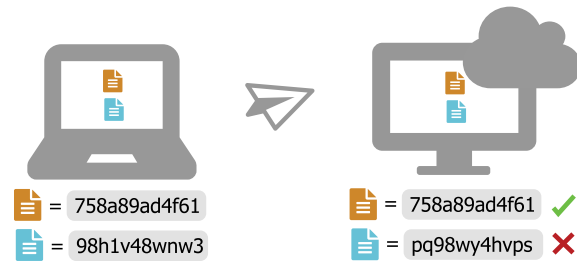 = 758a89ad4f61
= 98h1v48wnw3
= 758a89ad4f61
= pq98wy4hvps